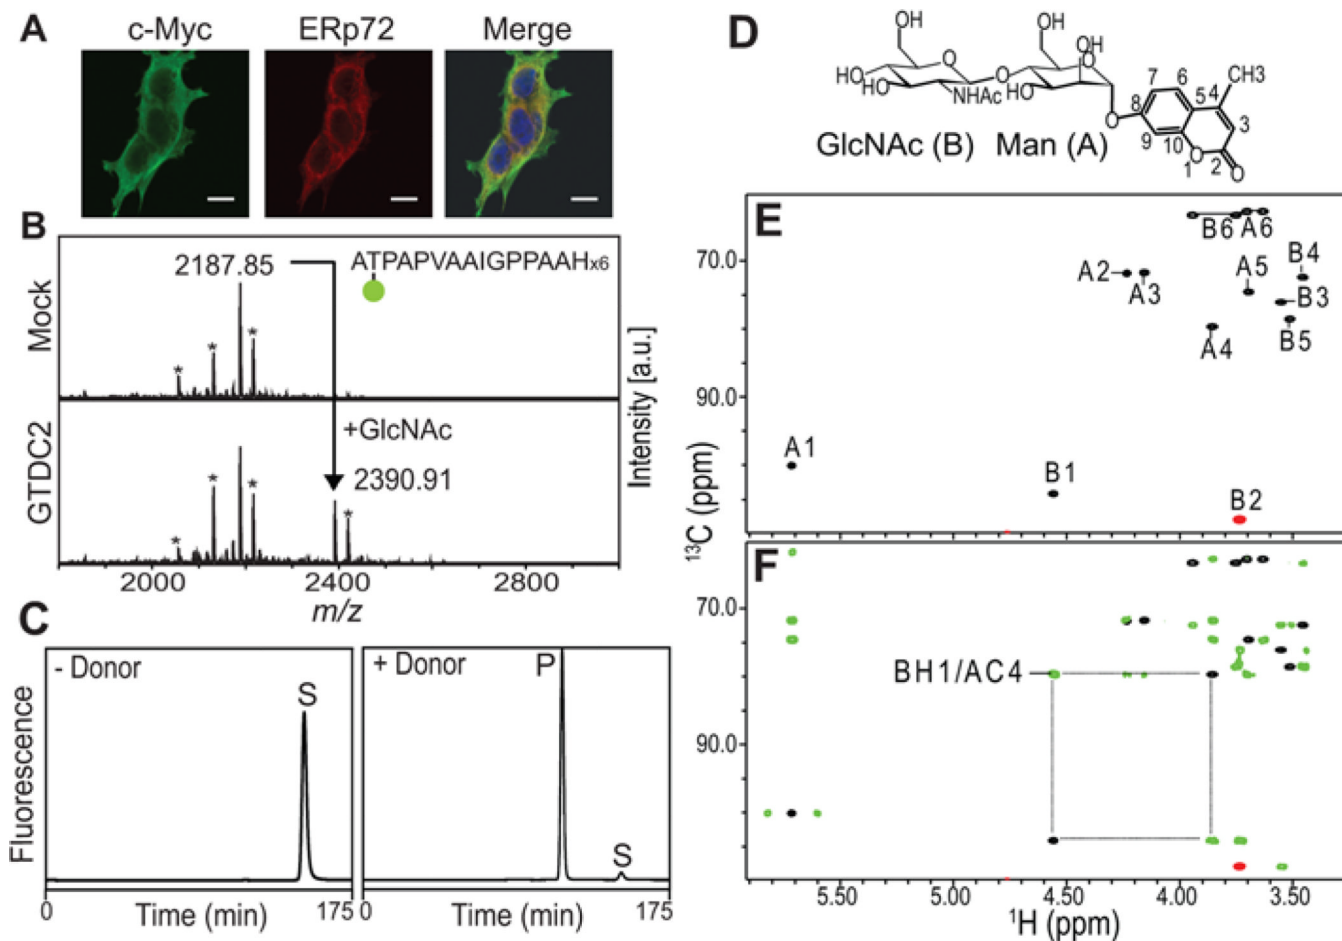 A
c-Myc
ERp72
Merge
B
Mock
2187.85
ATPAPVAAIGPPAAHx6
*
*
*
GTDC2
+GlcNAc
2390.91
*
*
*
*
Intensity [a.u.]
2000
2400
2800
m/z
C
Fluorescence
- Donor
S
0
Time (min)
175
+ Donor
P
S
0
Time (min)
175
D
OH
OH
OH
HO
HO
O
O
O
HO
NHAc
O
O
CH3
7
6
5
4
8
3
9
10
1
2
O
O
GlcNAc (B) Man (A)
E
70.0
90.0
13C (ppm)
B6
A6
A2
A3
A5
B4
B3
A4
B5
A1
B1
B2
F
70.0
90.0
BH1/AC4
5.50
5.00
4.50
4.00
3.50
1H (ppm)